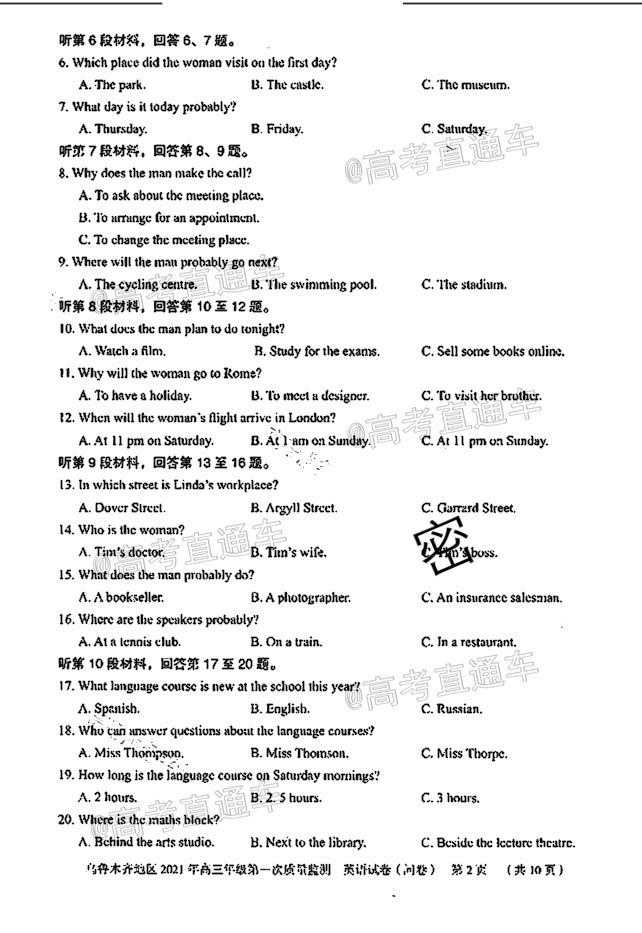 听第6段材料，回答6、7题。
6. Which place did the woman visit on the first day?
A. The park. B. The castle. C. The museum.
7. What day is it today probably?
A. Thursday. B. Friday. C. Saturday.
@高考直通车
听第7段材料，回答第8、9题。
8. Why does the man make the call?
A. To ask about the meeting place.
B. To arrange for an appointment.
C. To change the meeting place.
9. Where will the man probably go next?
A. The cycling centre. B. The swimming pool. C. The stadium.
@高考直通车
听第8段材料，回答第10至12题。
10. What does the man plan to do tonight?
A. Watch a film. B. Study for the exams. C. Sell some books online.
11. Why will the woman go to Rome?
A. To have a holiday. B. To meet a designer. C. To visit her brother.
12. When will the woman's flight arrive in London?
@高考直通车
A. At 11 pm on Saturday. B. At 1 am on Sunday. C. At 11 pm on Sunday.
听第9段材料，回答第13至16题。
13. In which street is Linda's workplace?
A. Dover Street. B. Argyll Street. C. Garrard Street.
14. Who is the woman?
@高考直通车
密
A. Tim's doctor. B. Tim's wife. C. Tim's boss.
15. What does the man probably do?
A. A bookseller. B. A photographer. C. An insurance salesman.
16. Where are the speakers probably?
A. At a tennis club. B. On a train. C. In a restaurant.
听第10段材料，回答第17至20题。
17. What language course is new at the school this year?
@高考直通车
A. Spanish. B. English. C. Russian.
18. Who can answer questions about the language courses?
A. Miss Thompson. B. Miss Thomson. C. Miss Thorpe.
19. How long is the language course on Saturday mornings?
A. 2 hours. B. 2. 5 hours. C. 3 hours.
@高考直通车
20. Where is the maths block?
A. Behind the arts studio. B. Next to the library. C. Beside the lecture theatre.
乌鲁木齐地区2021年高三年级第一次质量监测 英语试卷（问卷） 第2页 （共10页）